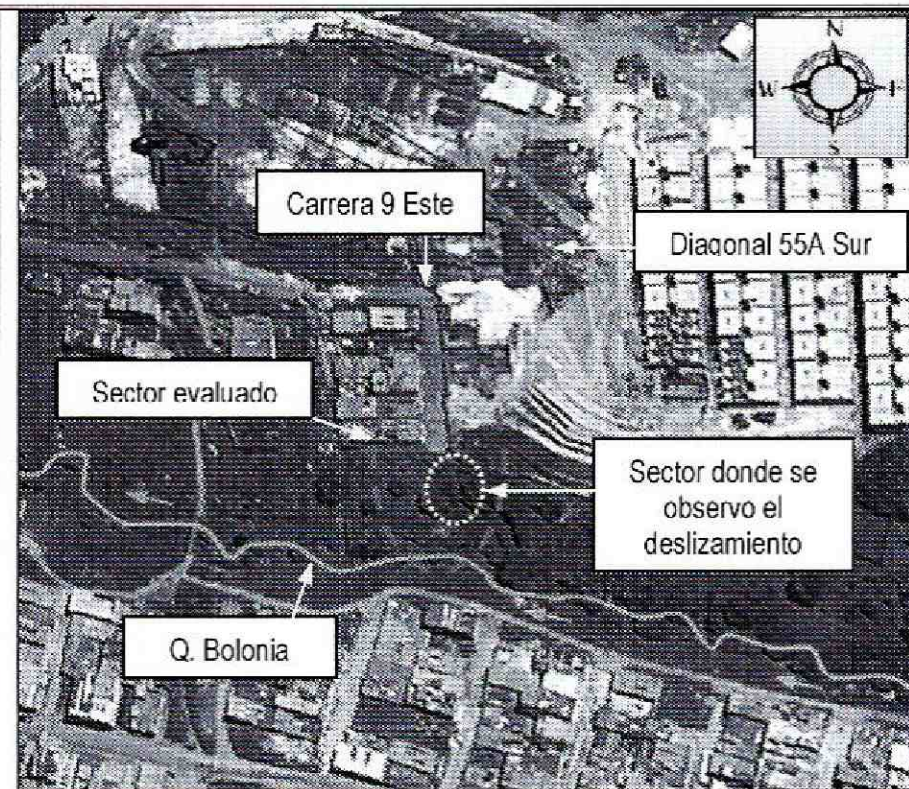 N
W
E
S
Carrera 9 Este
Diagonal 55A Sur
Sector evaluado
Sector donde se
observo el
deslizamiento
Q. Bolonia